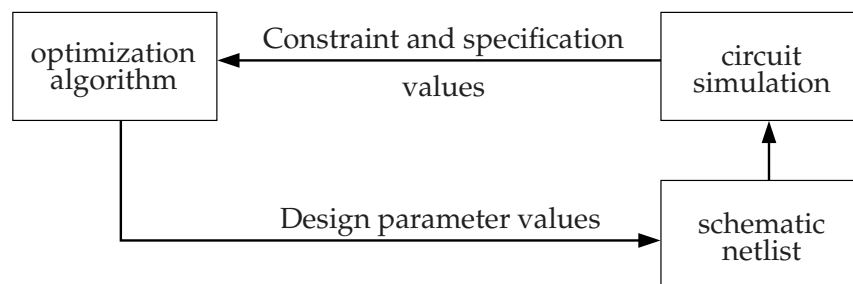 optimization
algorithm
Constraint and specification
values
circuit
simulation
Design parameter values
schematic
netlist